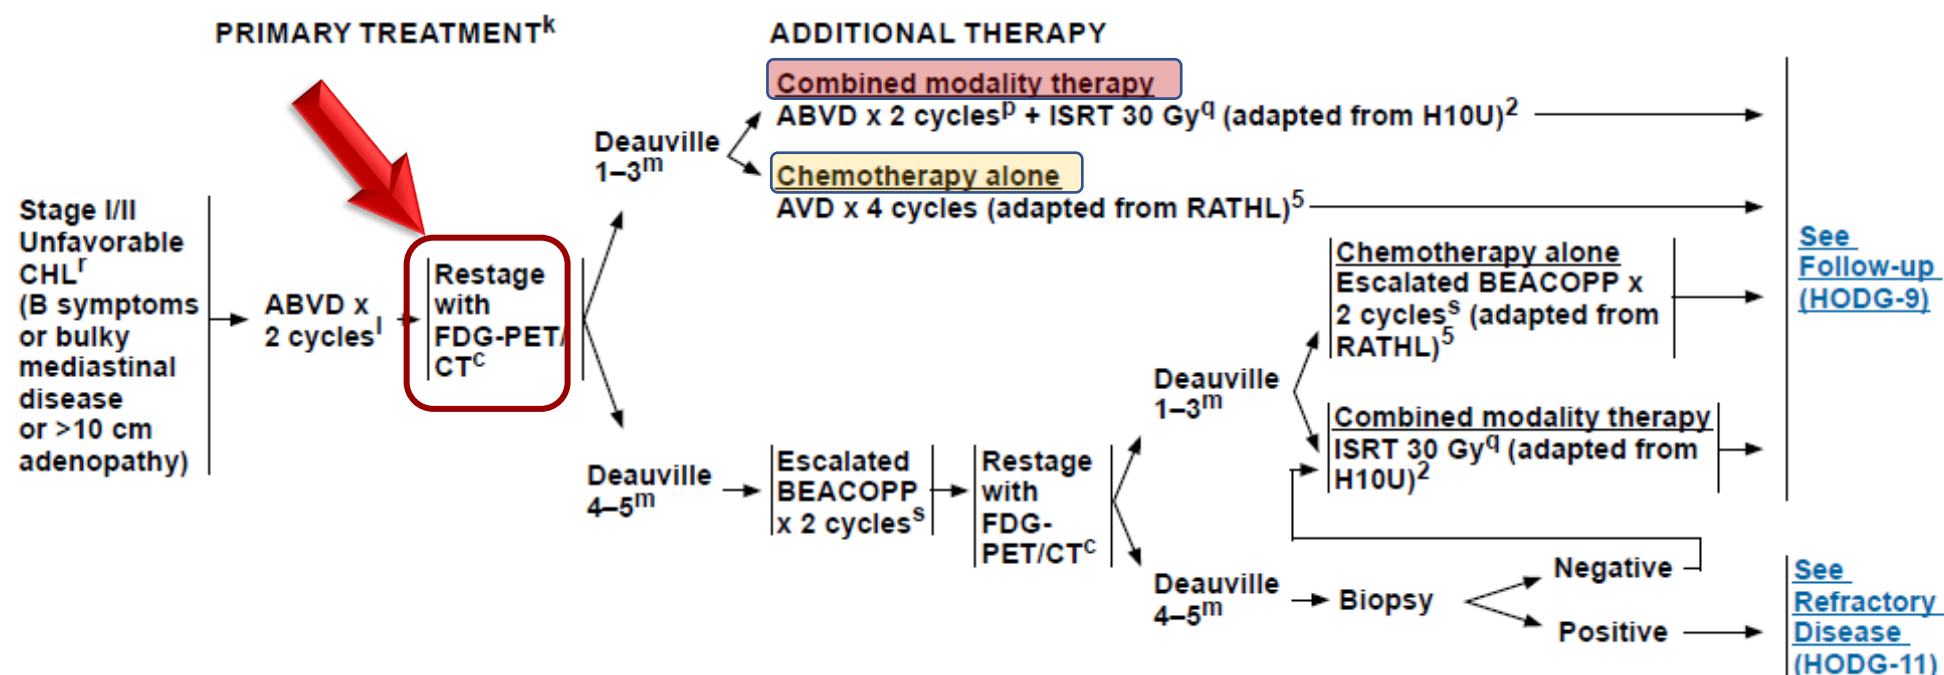 PRIMARY TREATMENTk
ADDITIONAL THERAPY
Stage I/II
Unfavorable
CHLr
(B symptoms
or bulky
mediastinal
disease
or >10 cm
adenopathy)
ABVD x
2 cyclesl
Restage
with
FDG-PET/
CTc
Deauville
1–3m
Combined modality therapy
ABVD x 2 cyclesp + ISRT 30 Gyq (adapted from H10U)2
Chemotherapy alone
AVD x 4 cycles (adapted from RATHL)5
Deauville
4–5m
Escalated
BEACOPP
x 2 cycless
Restage
with
FDG-
PET/CTc
Deauville
1–3m
Chemotherapy alone
Escalated BEACOPP x
2 cycless (adapted from
RATHL)5
Combined modality therapy
ISRT 30 Gyq (adapted from
H10U)2
Deauville
4–5m
Biopsy
Negative
Positive
See
Follow-up
(HODG-9)
See
Refractory
Disease
(HODG-11)